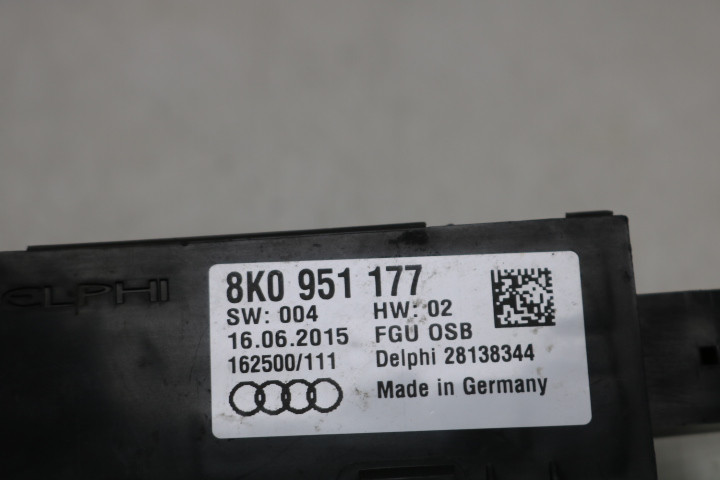 ELPHI
8K0 951 177
SW: 004 HW: 02
16.06.2015 FGU OSB
162500/111 Delphi 28138344
Made in Germany